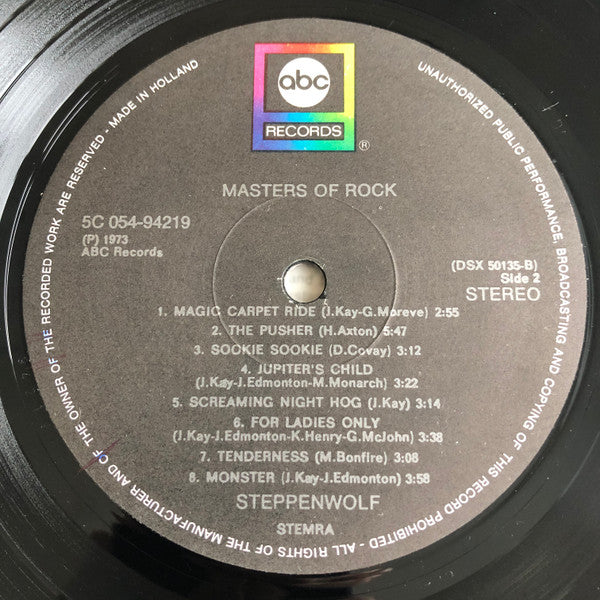 abc
RECORDS
®
MASTERS OF ROCK
5C 054-94219
(P) 1973
ABC Records
(DSX 50135-B)
Side 2
STEREO
1. MAGIC CARPET RIDE (J.Kay-G.Moreve) 2:55
2. THE PUSHER (H.Axton) 5:47
3. SOOKIE SOOKIE (D.Covay) 3:12
4. JUPITER'S CHILD
(J.Kay-J.Edmonton-M.Monarch) 3:22
5. SCREAMING NIGHT HOG (J.Kay) 3:14
6. FOR LADIES ONLY
(J.Kay-J.Edmonton-K.Henry-G.McJohn) 3:38
7. TENDERNESS (M.Bonfire) 3:08
8. MONSTER (J.Kay-J.Edmonton) 3:58
STEPPENWOLF
STEMRA
UNAUTHORIZED PUBLIC PERFORMANCE, BROADCASTING AND COPYING OF THIS RECORD PROHIBITED - ALL RIGHTS OF THE MANUFACTURER AND OF THE OWNER OF THE RECORDED WORK ARE RESERVED - MADE IN HOLLAND